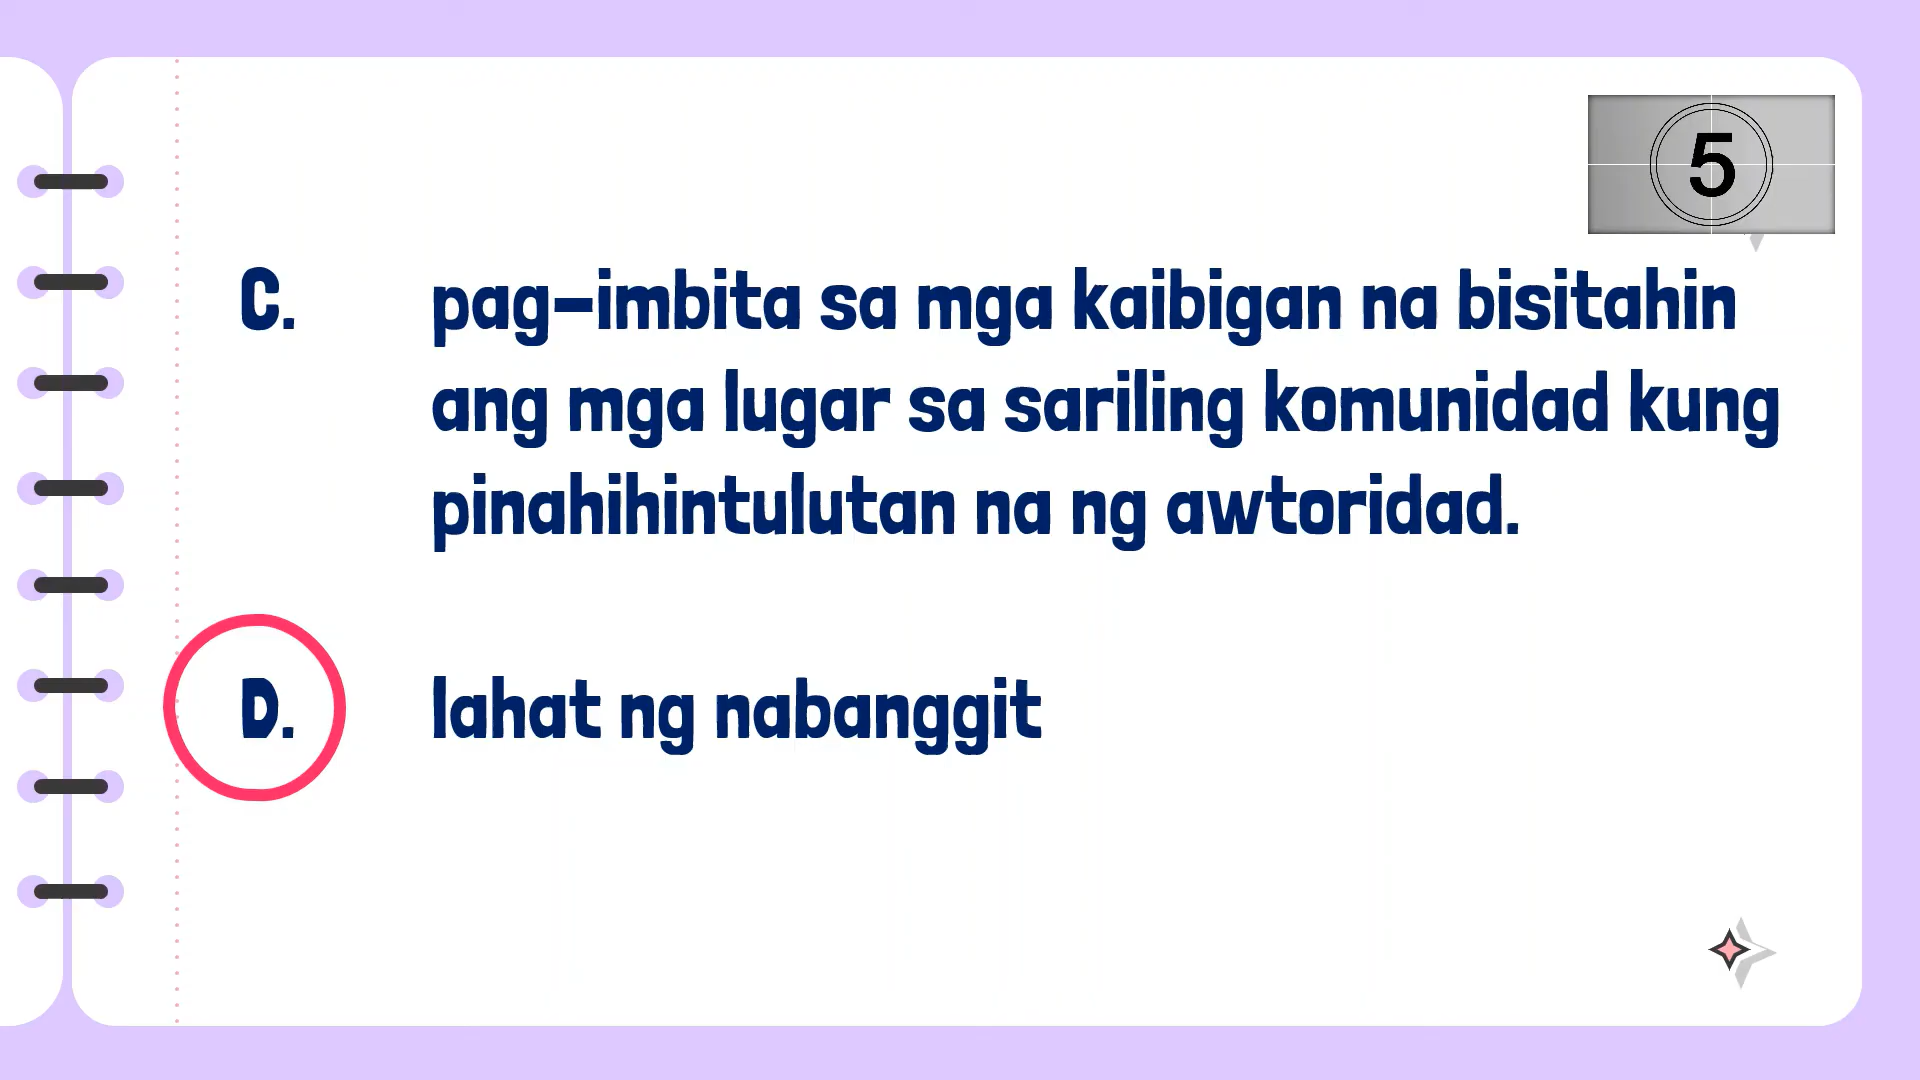 5
C. pag-imbita sa mga kaibigan na bisitahin
ang mga lugar sa sariling komunidad kung
pinahihintulutan na ng awtoridad.
D. lahat ng nabanggit